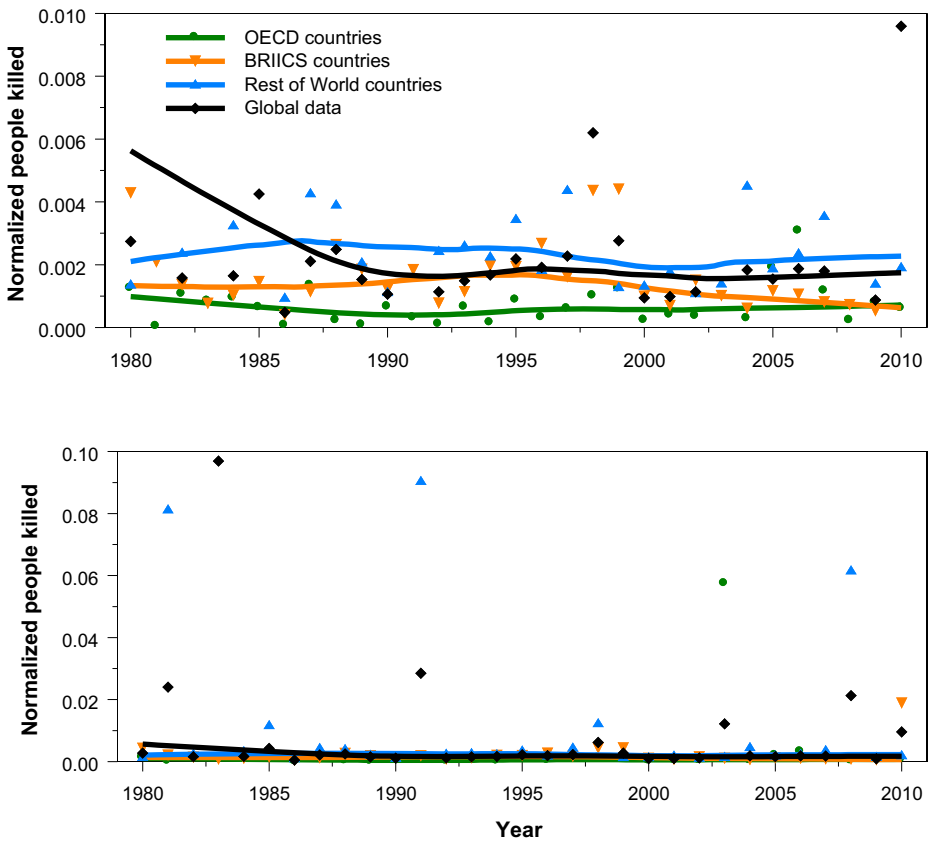 Normalized people killed
0.010
0.008
0.006
0.004
0.002
0.000
OECD countries
BRIICS countries
Rest of World countries
Global data
1980 1985 1990 1995 2000 2005 2010
Normalized people killed
0.10
0.08
0.06
0.04
0.02
0.00
1980 1985 1990 1995 2000 2005 2010
Year